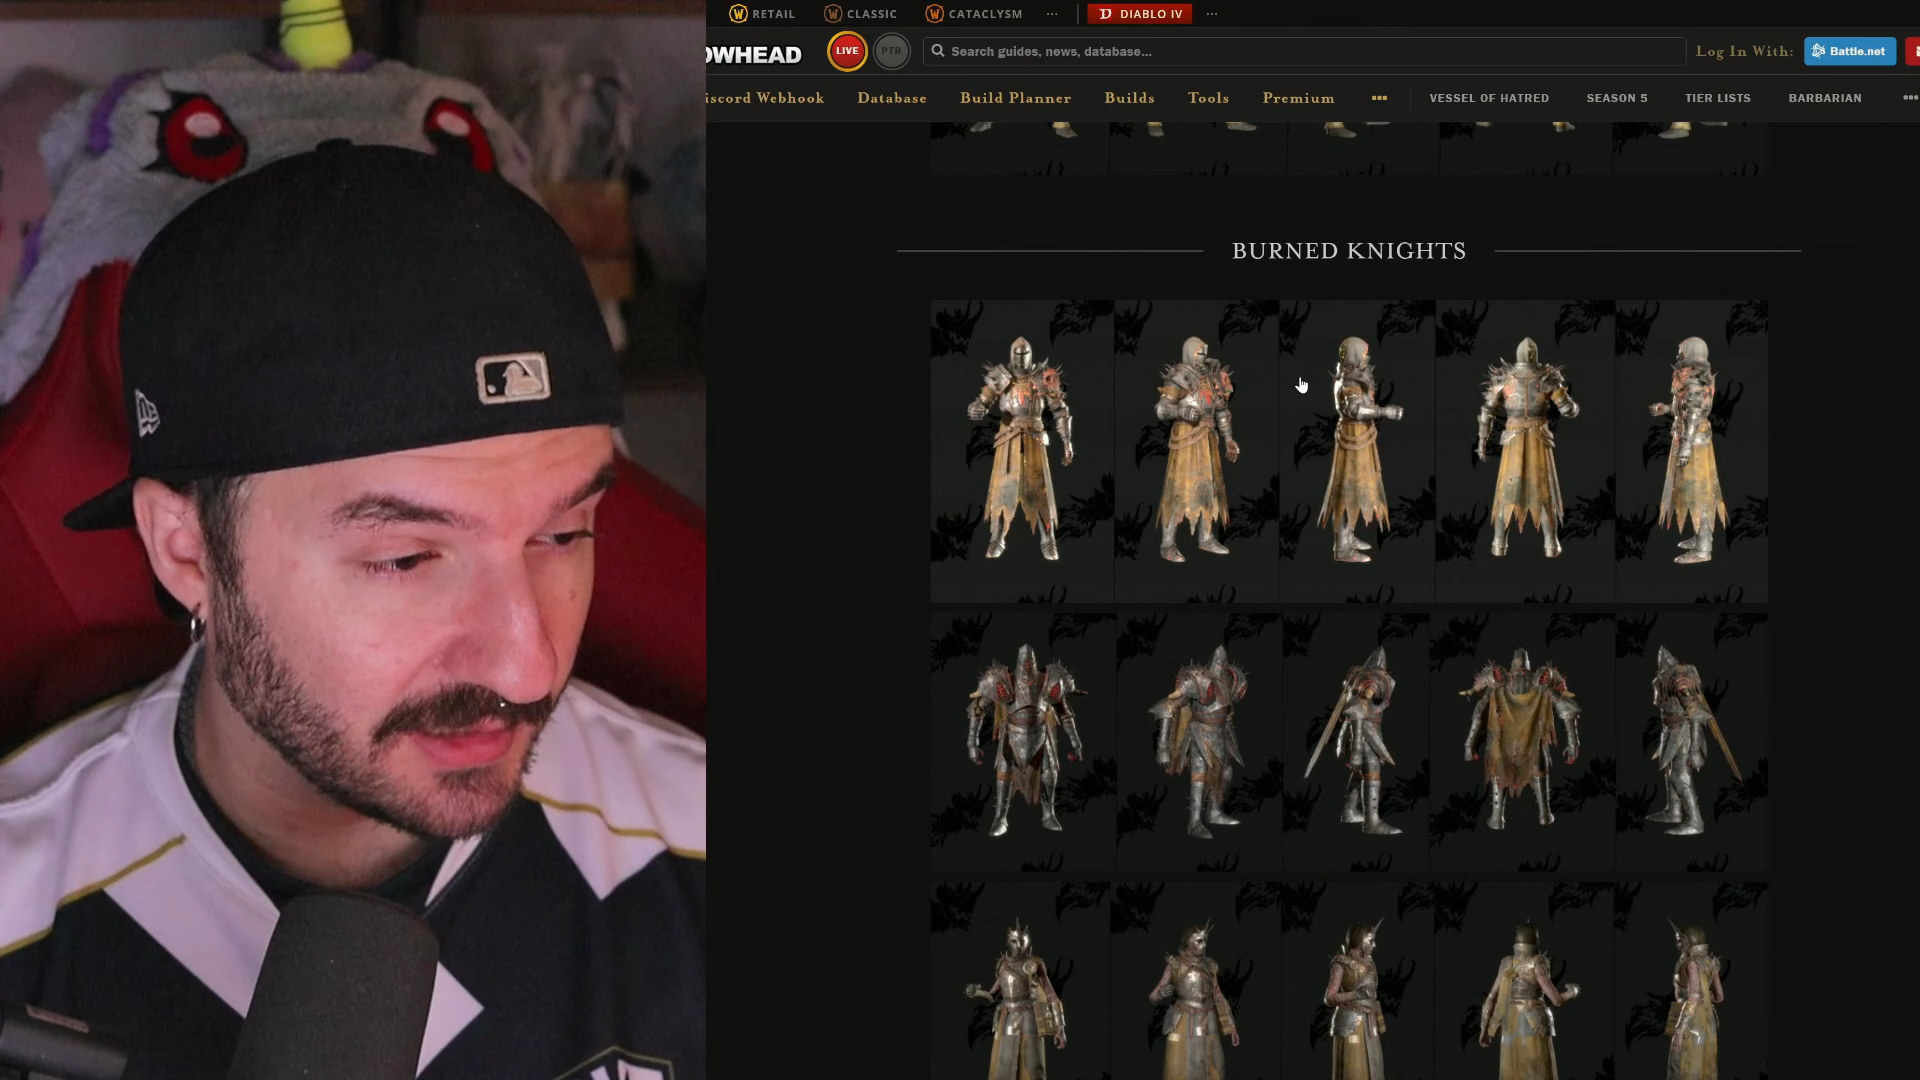 RETAIL CLASSIC CATACLYSM ... DIABLO IV ...
OWHEAD LIVE PTR Search guides, news, database... Log In With: Battle.net
iscord Webhook Database Build Planner Builds Tools Premium ... VESSEL OF HATRED SEASON 5 TIER LISTS BARBARIAN ...
BURNED KNIGHTS